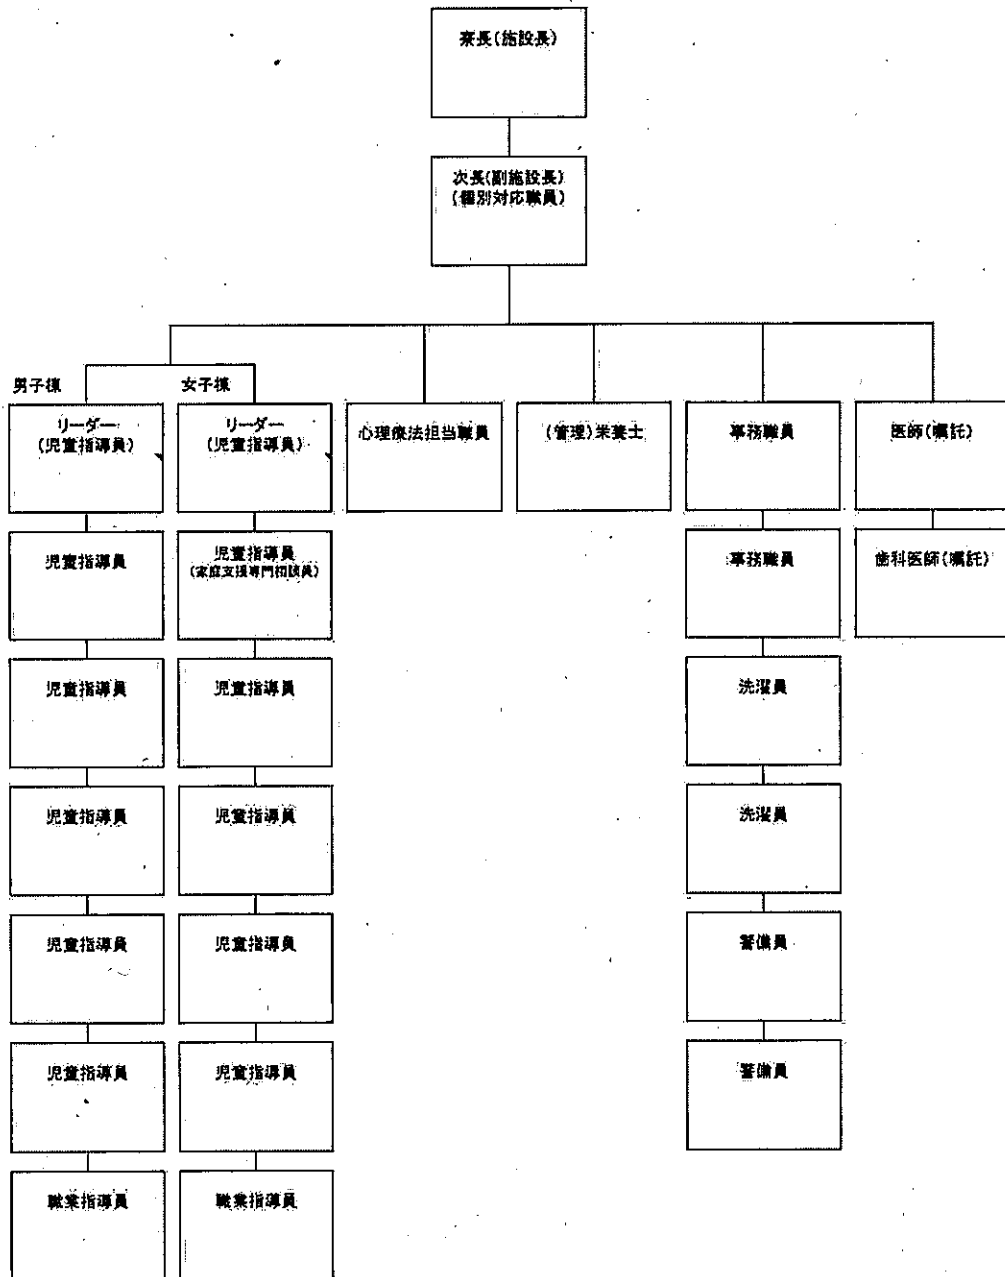 寮長(施設長)
次長(副施設長)
(個別対応職員)
男子棟
女子棟
リーダー
(児童指導員)
リーダー
(児童指導員)
心理療法担当職員
(管理)栄養士
事務職員
医師(嘱託)
児童指導員
児童指導員
(家庭支援専門相談員)
事務職員
歯科医師(嘱託)
児童指導員
児童指導員
洗濯員
児童指導員
児童指導員
洗濯員
児童指導員
児童指導員
警備員
児童指導員
児童指導員
警備員
職業指導員
職業指導員